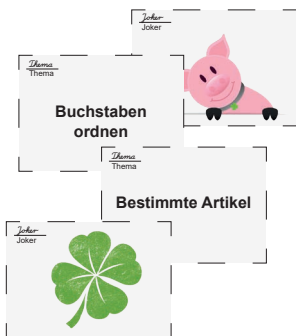 Joker
Joker
Thema
Thema
Buchstaben
ordnen
Thema
Thema
Bestimmte Artikel
Joker
Joker